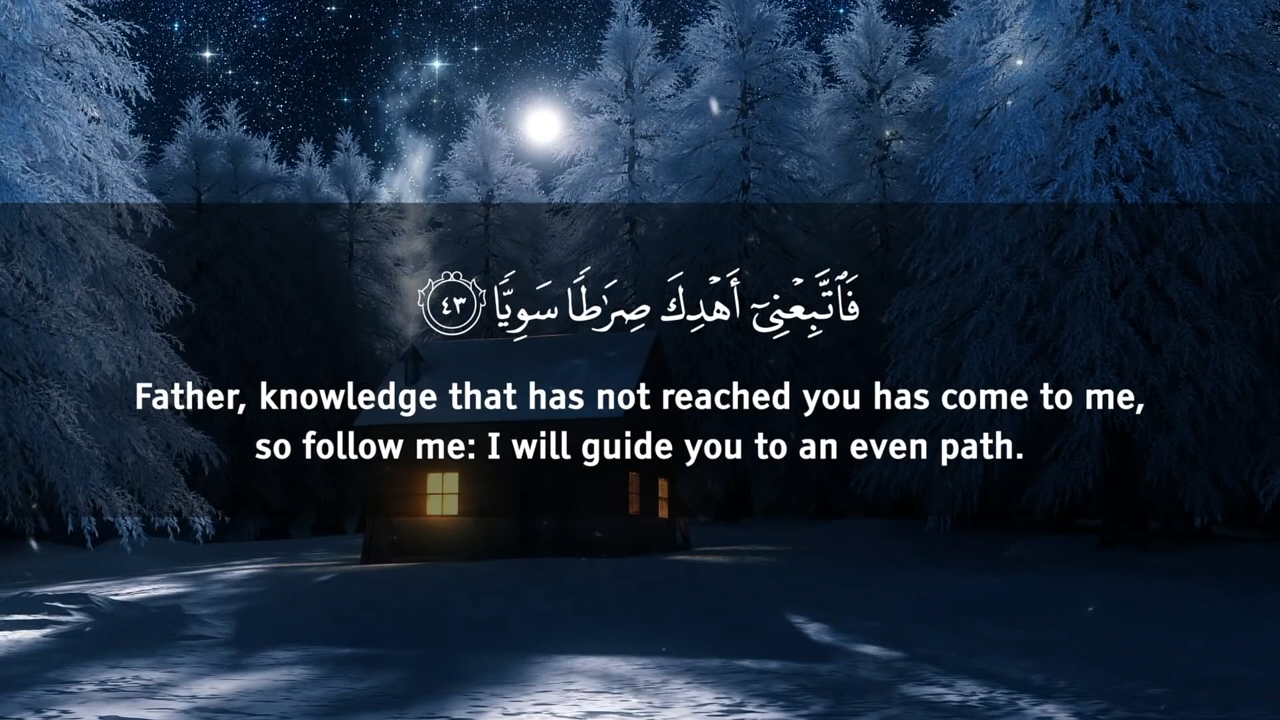 فَٱتَّبِعۡنِيٓ أَهۡدِكَ صِرَٰطٗا سَوِيّٗا ٤٣
Father, knowledge that has not reached you has come to me,
so follow me: I will guide you to an even path.